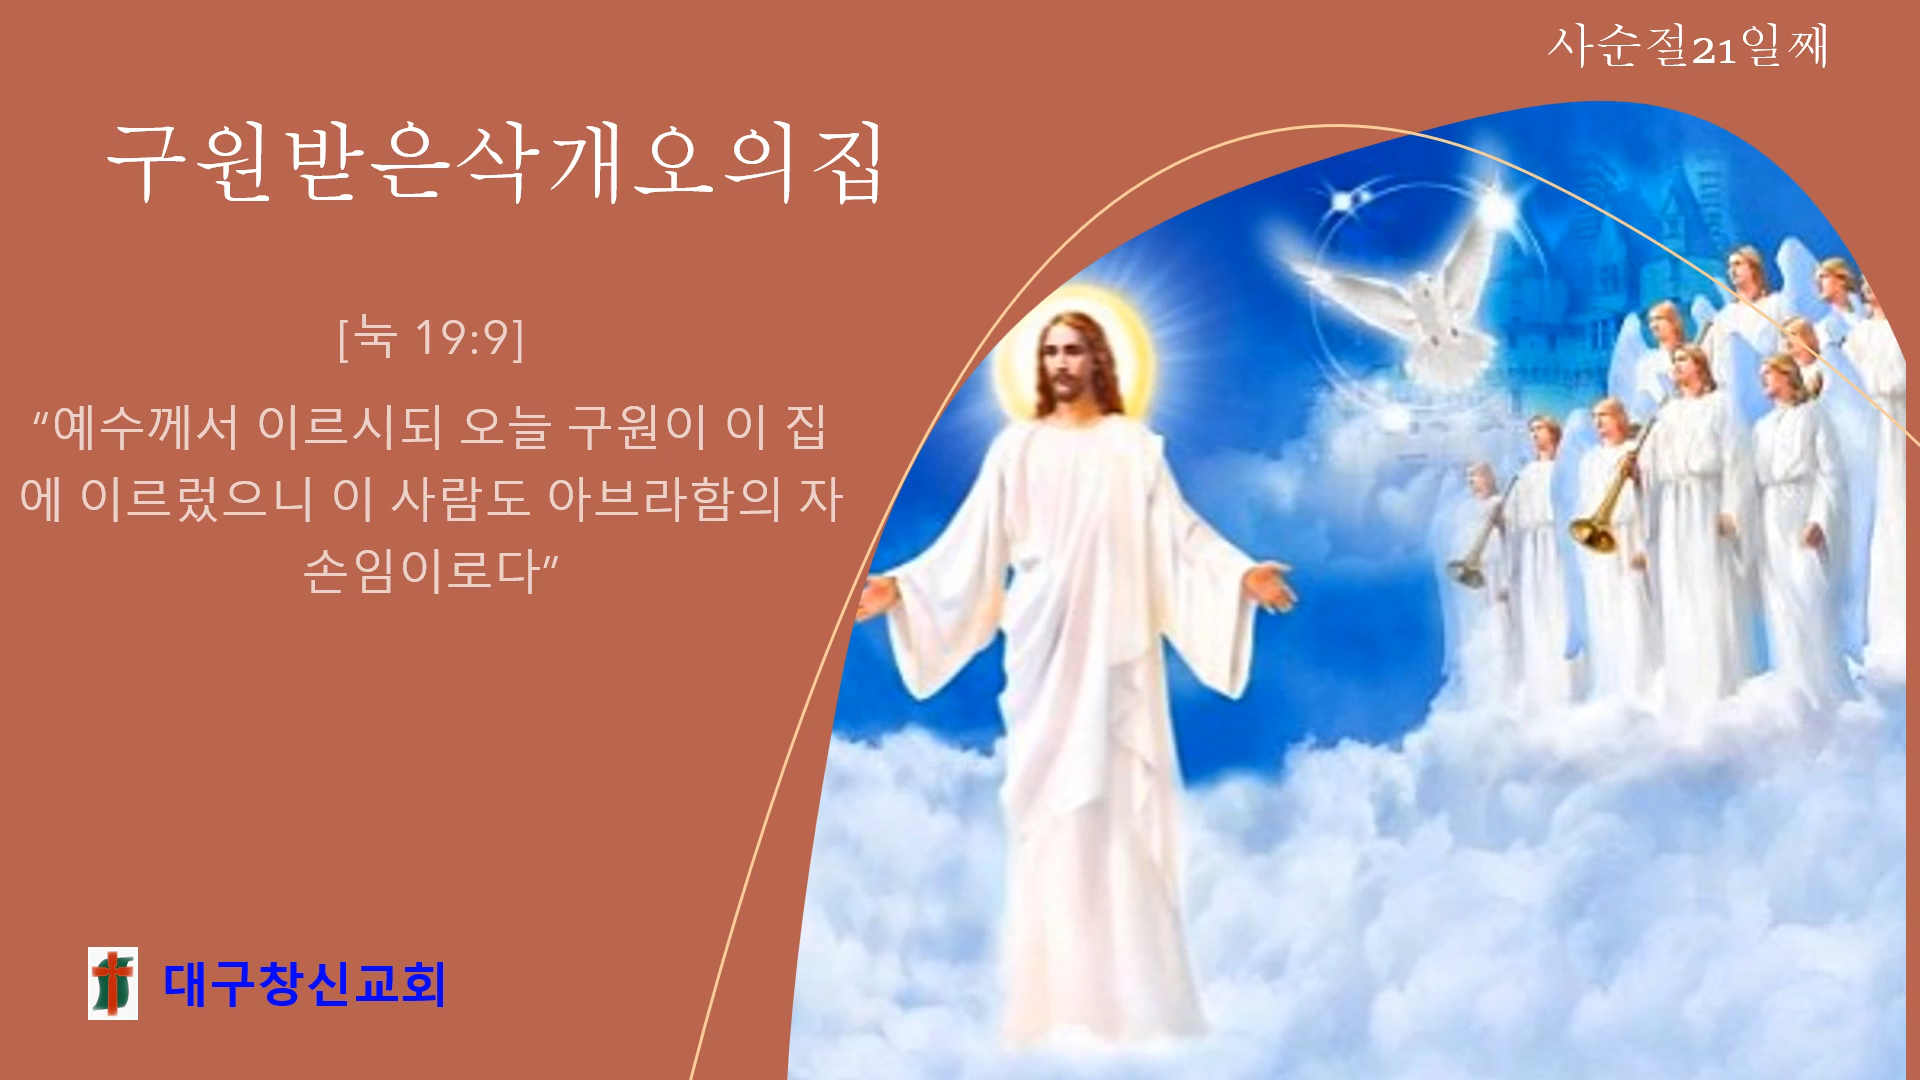 사순절21일째
구원받은삭개오의집
[눅 19:9]
“예수께서 이르시되 오늘 구원이 이 집
에 이르렀으니 이 사람도 아브라함의 자
손임이로다”
대구창신교회